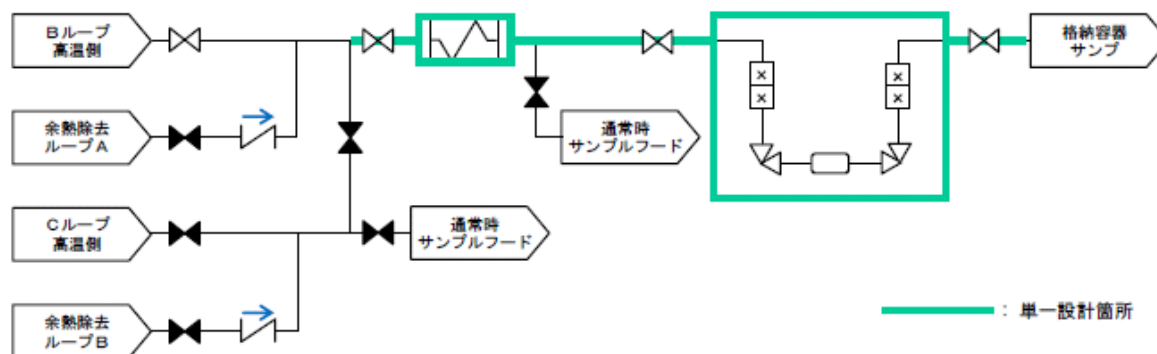 Bループ
高温側
余熱除去
ループA
Cループ
高温側
余熱除去
ループB
通常時
サンプルフード
通常時
サンプルフード
格納容器
サンプ
×
×
×
×
: 単一設計箇所